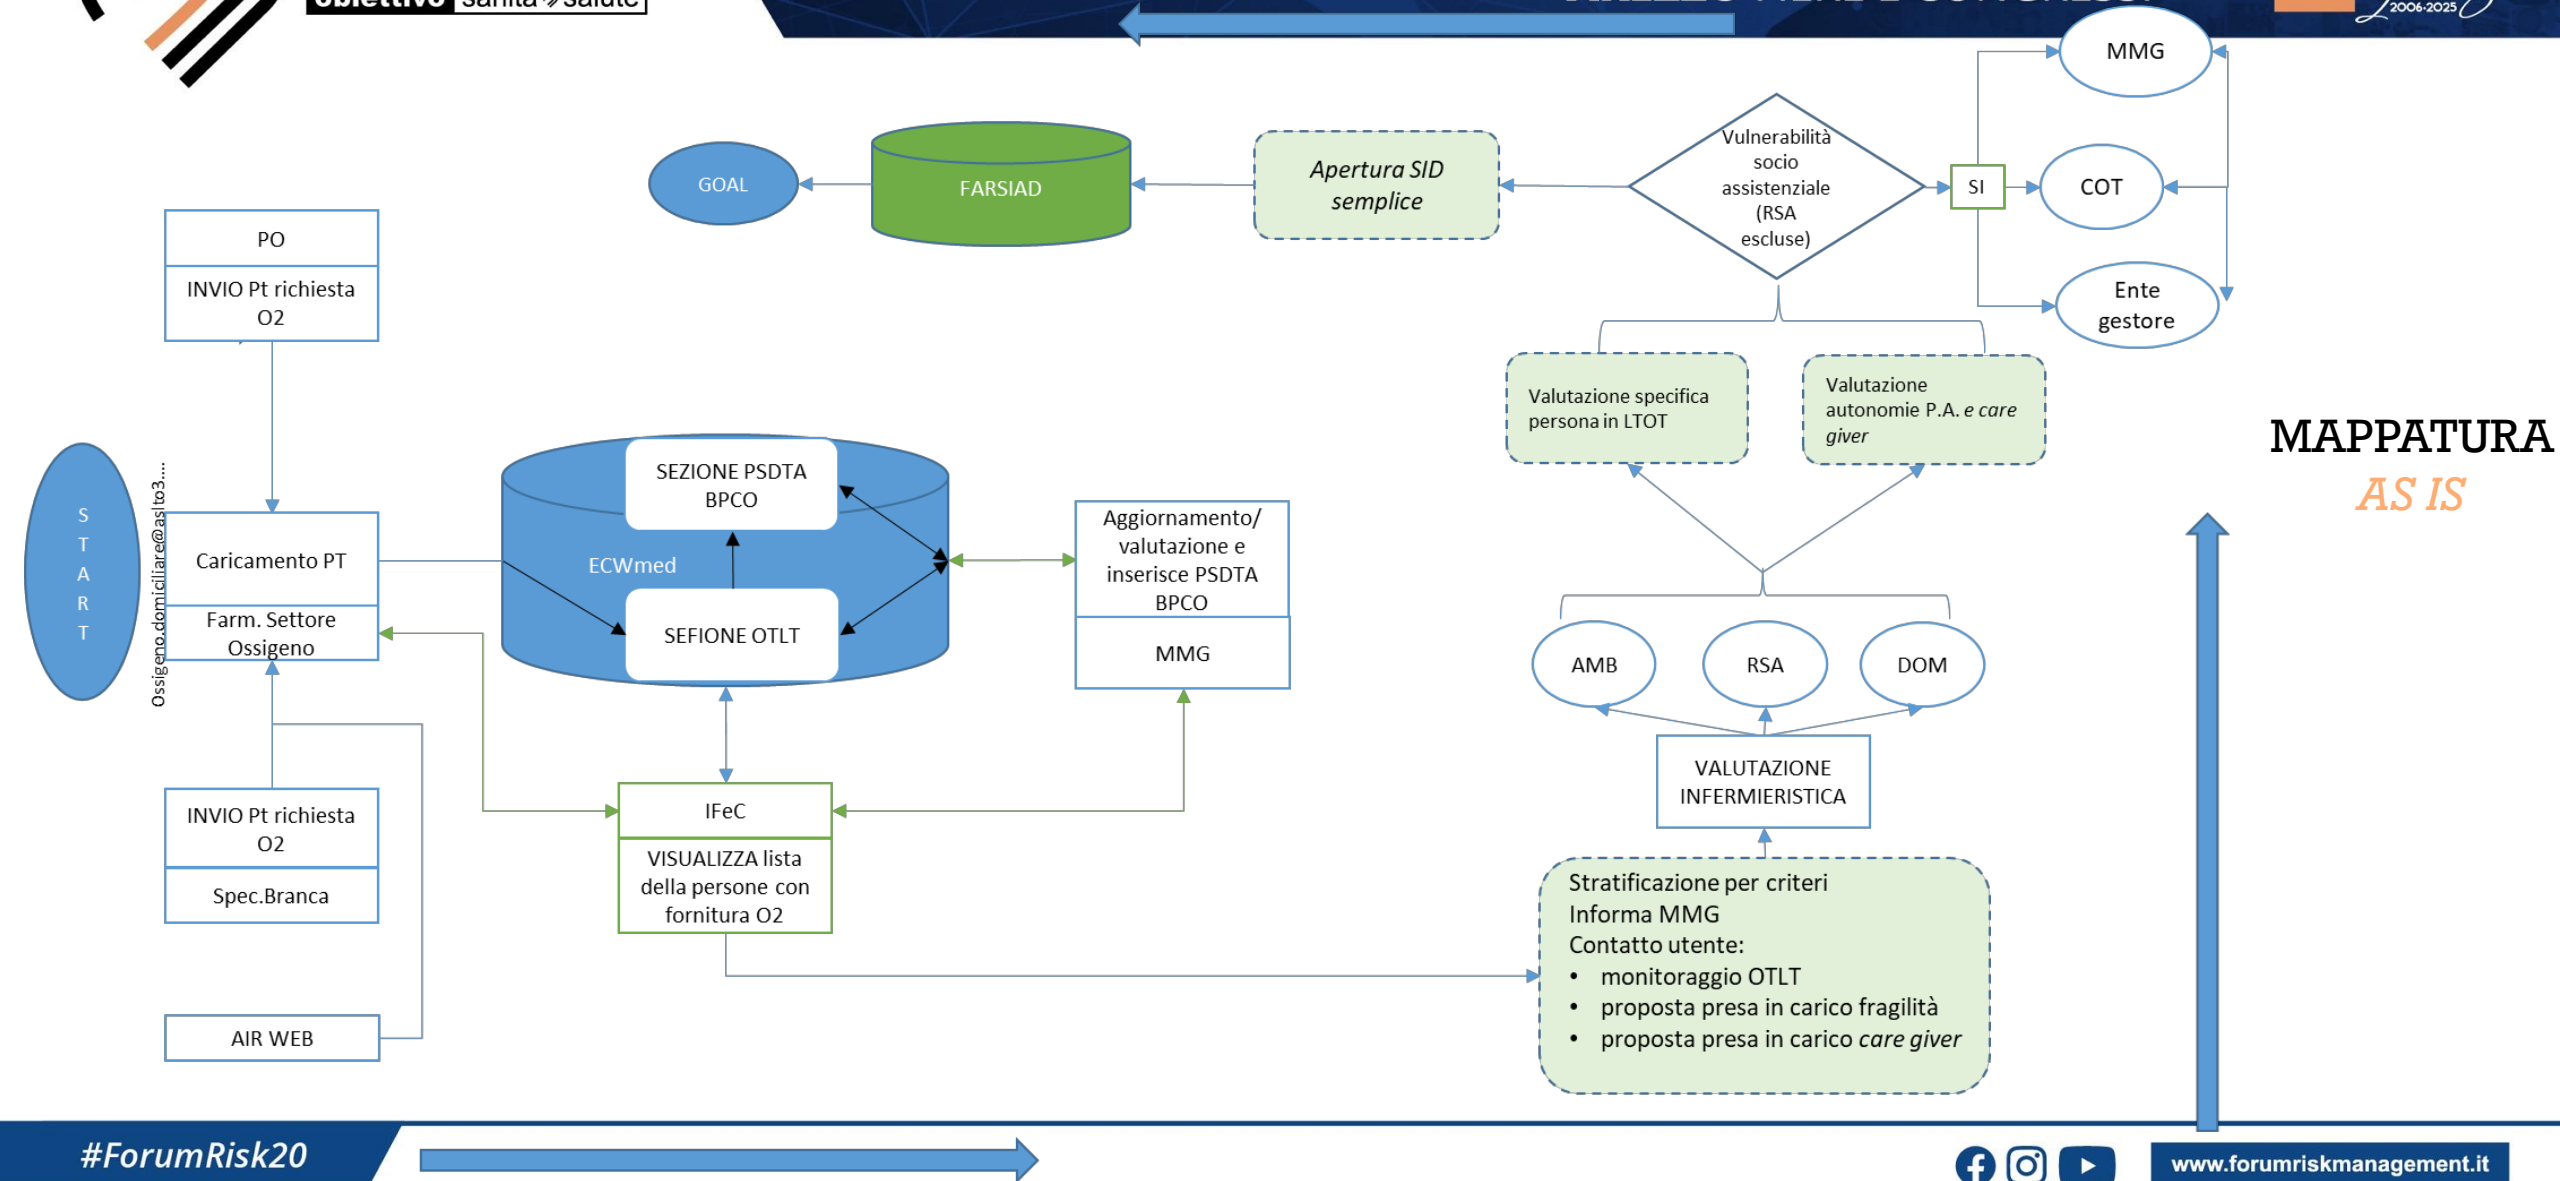 obiettivo sanità salute
2006-2025
MMG
Vulnerabilità
socio
assistenziale
(RSA
escluse)
SI
COT
Ente
gestore
Apertura SID
semplice
FARSIAD
GOAL
PO
INVIO Pt richiesta
O2
Valutazione specifica
persona in LTOT
Valutazione
autonomie P.A. e care
giver
MAPPATURA
AS IS
S
T
A
R
T
Ossigeno.domiciliare@aslto3....
Caricamento PT
Farm. Settore
Ossigeno
SEZIONE PSDTA
BPCO
ECWmed
SEFIONE OTLT
Aggiornamento/
valutazione e
inserisce PSDTA
BPCO
MMG
AMB
RSA
DOM
VALUTAZIONE
INFERMIERISTICA
INVIO Pt richiesta
O2
Spec.Branca
IFeC
VISUALIZZA lista
della persone con
fornitura O2
Stratificazione per criteri
Informa MMG
Contatto utente:
• monitoraggio OTLT
• proposta presa in carico fragilità
• proposta presa in carico care giver
AIR WEB
#ForumRisk20
www.forumriskmanagement.it